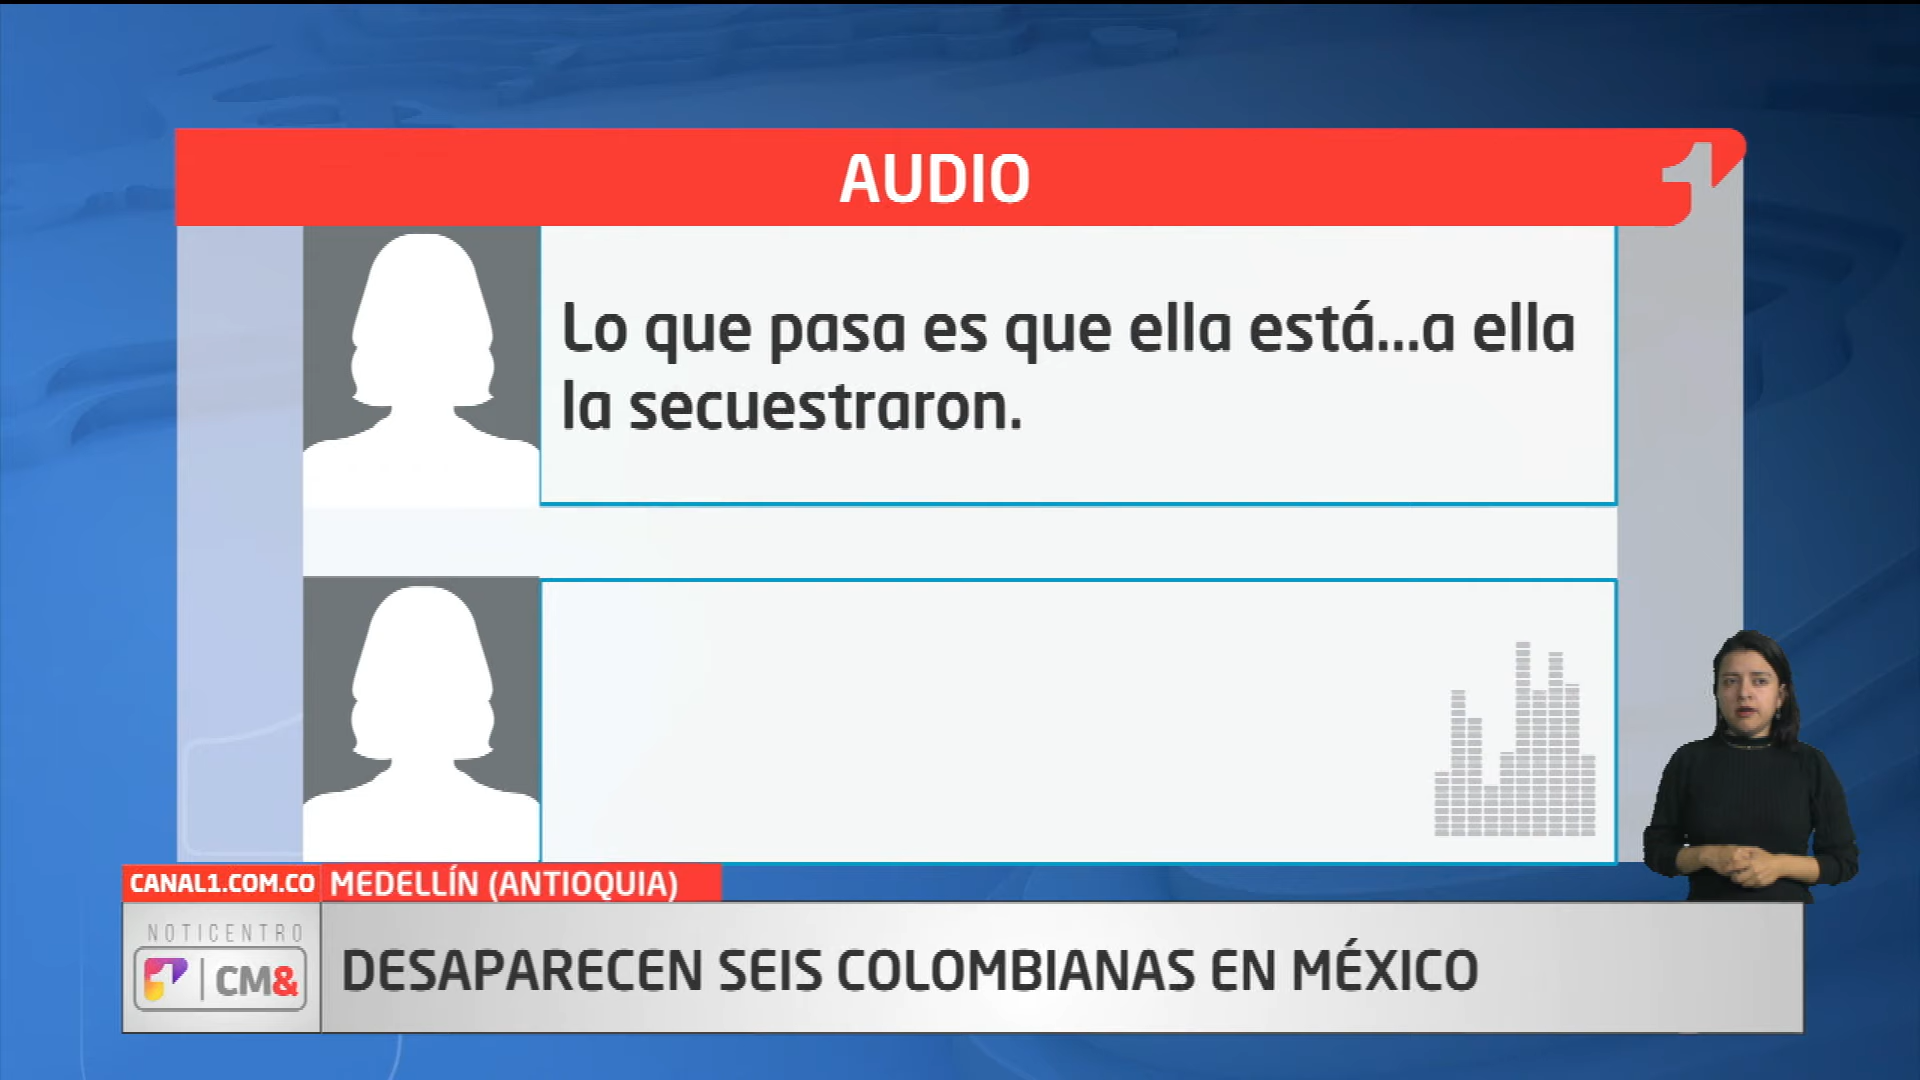 AUDIO
Lo que pasa es que ella está...a ella
la secuestraron.
CANAL1.COM.CO
MEDELLÍN (ANTIOQUIA)
NOTICENTRO
1 | CM&
DESAPARECEN SEIS COLOMBIANAS EN MÉXICO